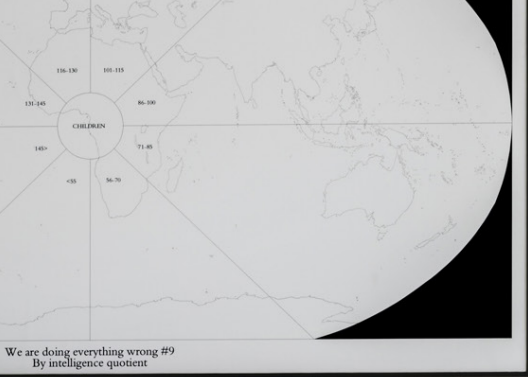 116-130 101-115
131-145 86-100
CHILDREN
145> 71-85
<55 56-70
We are doing everything wrong #9
By intelligence quotient